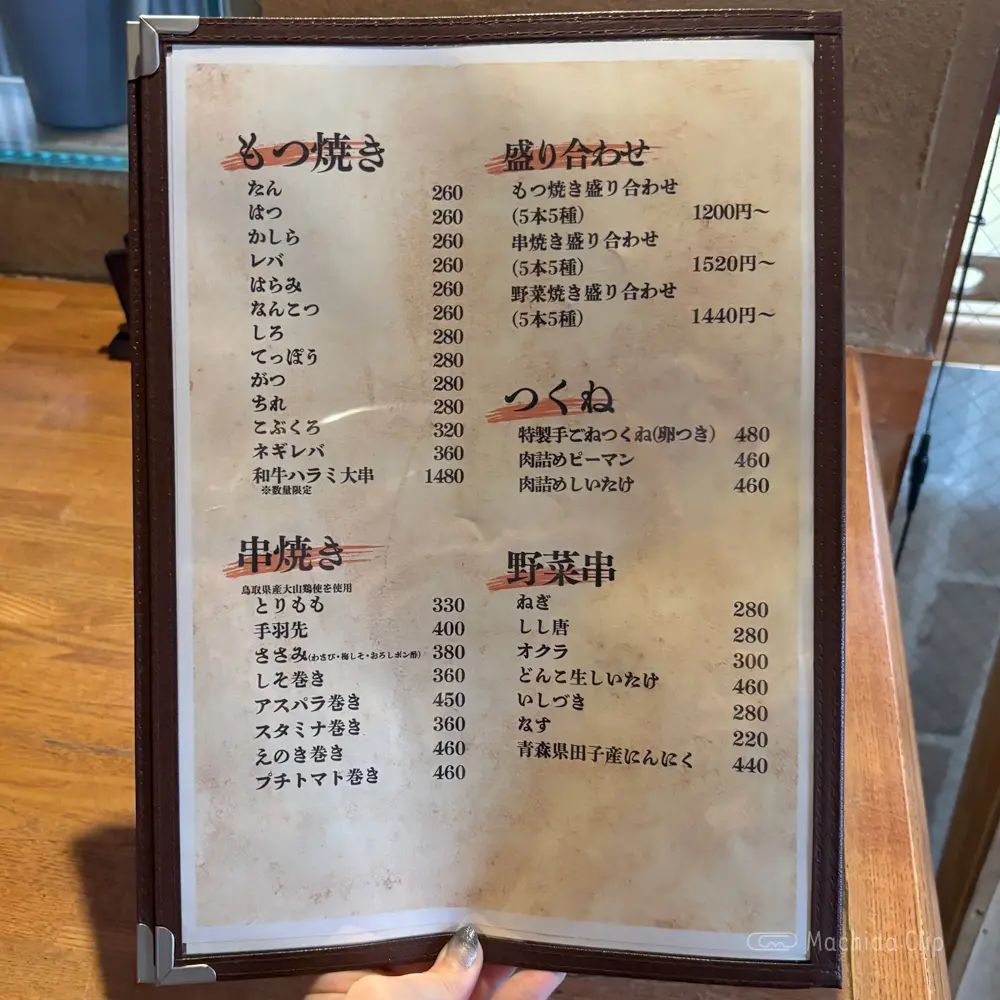 もつ焼き
たん 260
はつ 260
かしら 260
レバ 260
はらみ 260
なんこつ 260
しろ 280
てっぽう 280
がつ 280
ちれ 280
こぶくろ 320
ネギレバ 360
和牛ハラミ大串 1480
※数量限定
串焼き
鳥取県産大山鶏使を使用
とりもも 330
手羽先 400
ささみ(わさび・梅しそ・おろしポン酢) 380
しそ巻き 360
アスパラ巻き 450
スタミナ巻き 360
えのき巻き 460
プチトマト巻き 460
盛り合わせ
もつ焼き盛り合わせ
(5本5種) 1200円〜
串焼き盛り合わせ
(5本5種) 1520円〜
野菜焼き盛り合わせ
(5本5種) 1440円〜
つくね
特製手ごねつくね(卵つき) 480
肉詰めピーマン 460
肉詰めしいたけ 460
野菜串
ねぎ 280
しし唐 280
オクラ 300
どんこ生しいたけ 460
いしづき 280
なす 220
青森県田子産にんにく 440
Machida Clip